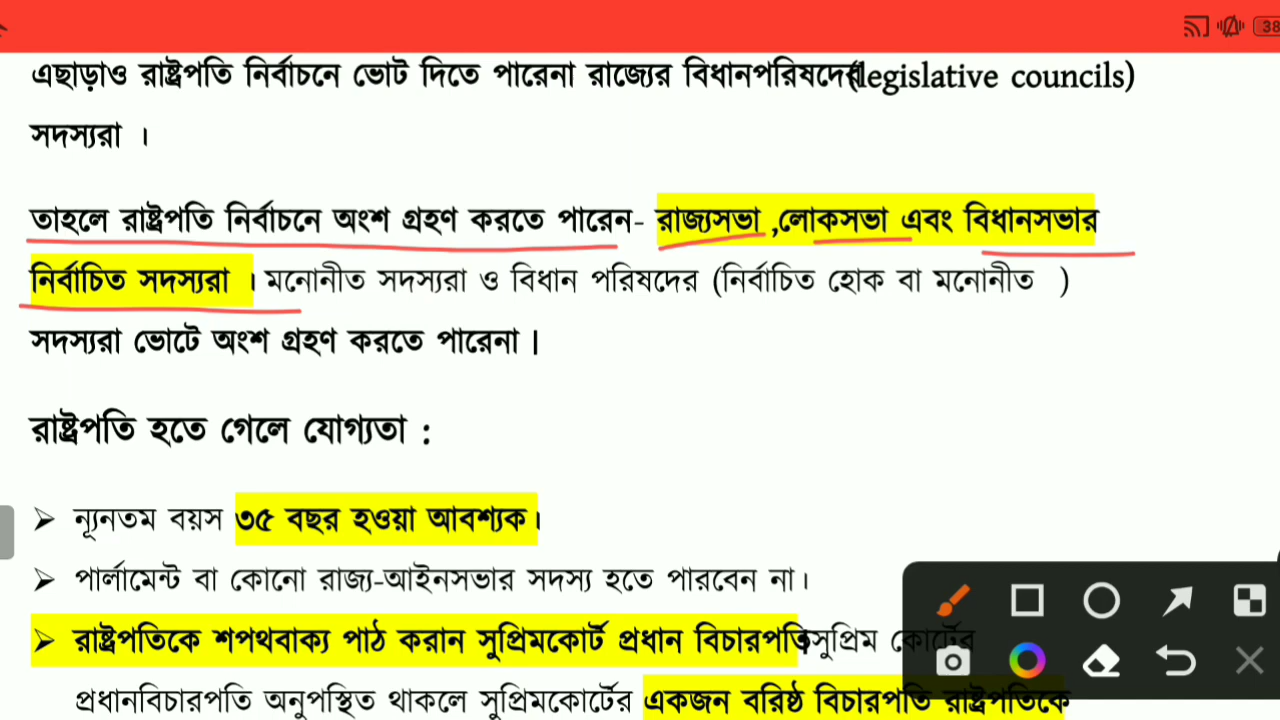 38
এছাড়াও রাষ্ট্রপতি নির্বাচনে ভোট দিতে পারেনা রাজ্যের বিধানপরিষদের(legislative councils)
সদস্যরা ।
তাহলে রাষ্ট্রপতি নির্বাচনে অংশ গ্রহণ করতে পারেন- রাজ্যসভা ,লোকসভা এবং বিধানসভার
নির্বাচিত সদস্যরা । মনোনীত সদস্যরা ও বিধান পরিষদের (নির্বাচিত হোক বা মনোনীত )
সদস্যরা ভোটে অংশ গ্রহণ করতে পারেনা ।
রাষ্ট্রপতি হতে গেলে যোগ্যতা :
➢ ন্যূনতম বয়স ৩৫ বছর হওয়া আবশ্যক।
➢ পার্লামেন্ট বা কোনো রাজ্য-আইনসভার সদস্য হতে পারবেন না।
➢ রাষ্ট্রপতিকে শপথবাক্য পাঠ করান সুপ্রিমকোর্ট প্রধান বিচারপতি।সুপ্রিম কোর্টের
প্রধানবিচারপতি অনুপস্থিত থাকলে সুপ্রিমকোর্টের একজন বরিষ্ঠ বিচারপতি রাষ্ট্রপতিকে